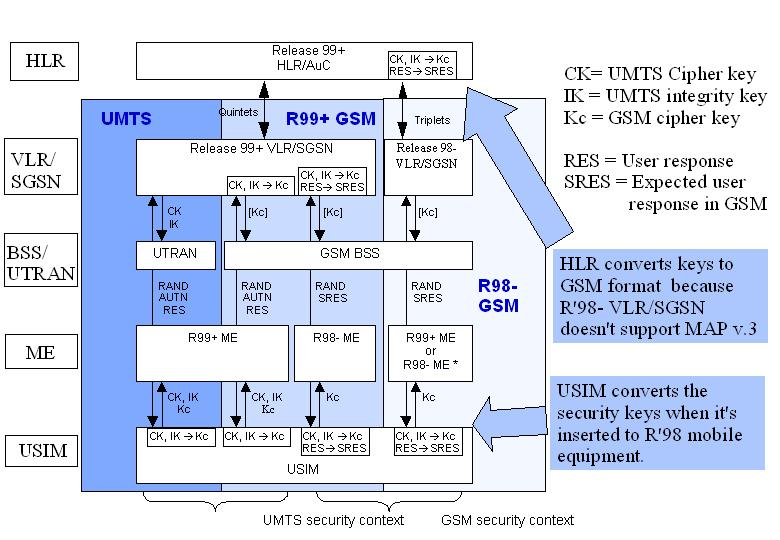 HLR
Release 99+
HLR/AuC
CK, IK → Kc
RES → SRES
CK= UMTS Cipher key
IK = UMTS integrity key
Kc = GSM cipher key
RES = User response
SRES = Expected user
response in GSM
UMTS
Quintets
R99+ GSM
Triplets
VLR/
SGSN
Release 99+ VLR/SGSN
CK, IK → Kc
CK, IK → Kc
RES → SRES
Release 98-
VLR/SGSN
CK
IK
[Kc]
[Kc]
[Kc]
BSS/
UTRAN
UTRAN
GSM BSS
HLR converts keys to
GSM format because
R'98- VLR/SGSN
doesn't support MAP v.3
RAND
AUTN
RES
RAND
AUTN
RES
RAND
SRES
RAND
SRES
R98-
GSM
ME
R99+ ME
R98- ME
R99+ ME
or
R98- ME *
CK, IK
Kc
CK, IK
Kc
Kc
Kc
USIM converts the
security keys when it's
inserted to R'98 mobile
equipment.
USIM
CK, IK → Kc
CK, IK → Kc
CK, IK → Kc
RES → SRES
CK, IK → Kc
RES → SRES
USIM
UMTS security context
GSM security context